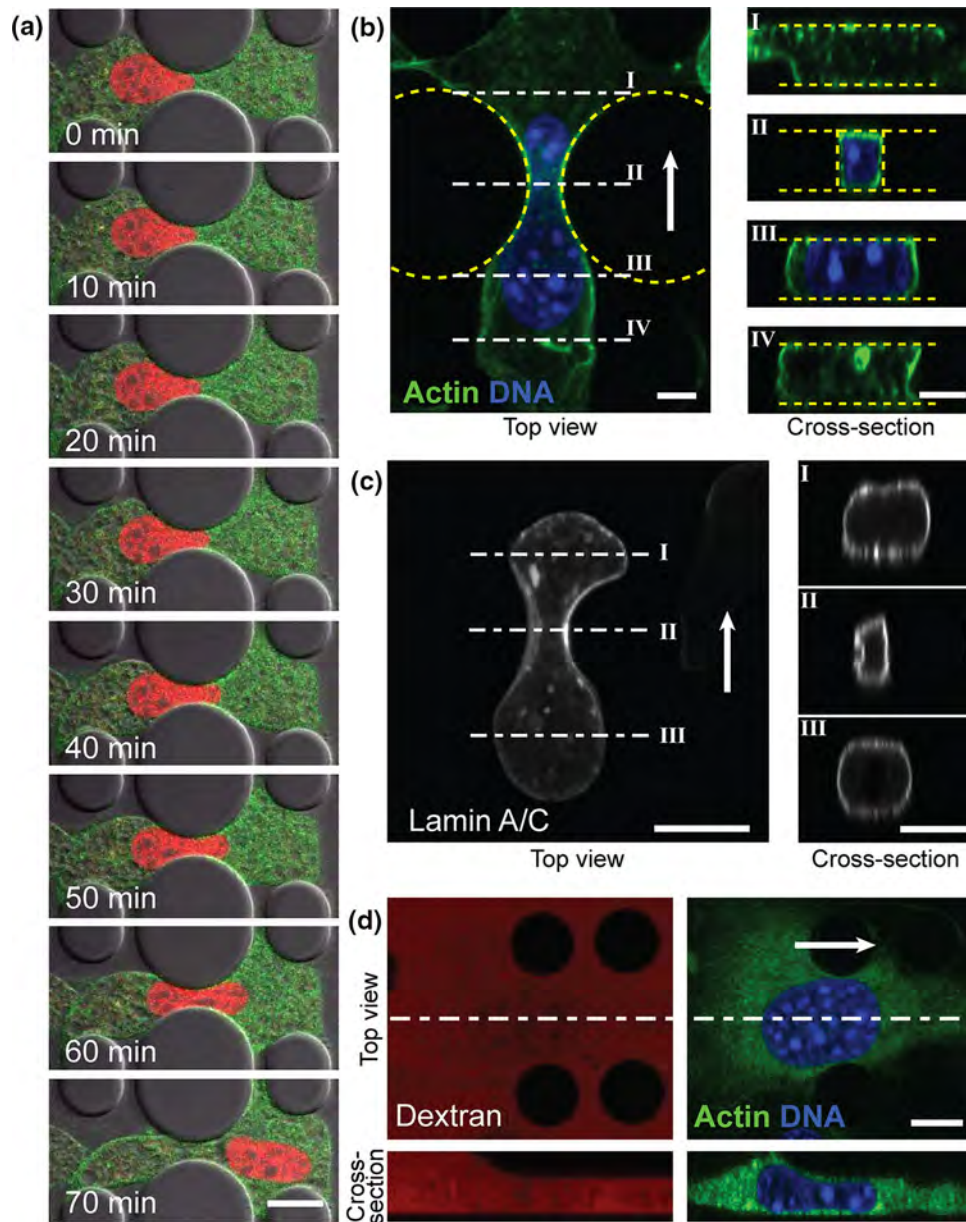 (a)
0 min
10 min
20 min
30 min
40 min
50 min
60 min
70 min
(b)
I
II
III
IV
Actin DNA
Top view
I
II
III
IV
Cross-section
(c)
I
II
III
Lamin A/C
Top view
I
II
III
Cross-section
(d)
Top view
Dextran
Actin DNA
Cross-
section